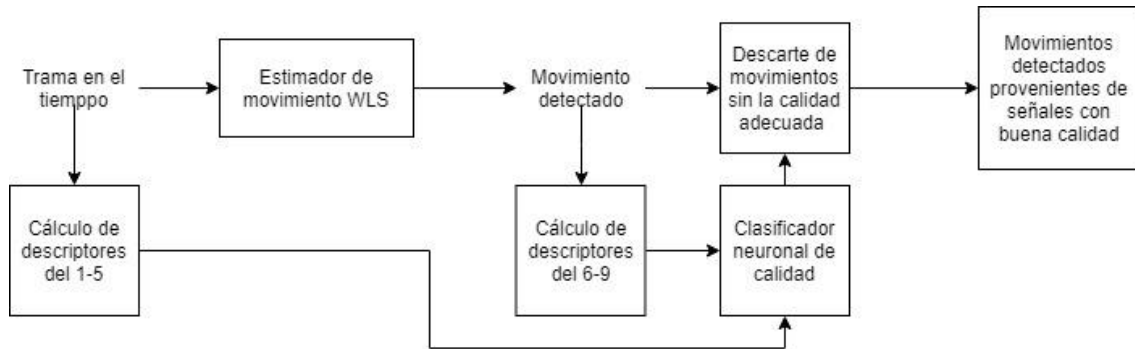 Trama en el
tiemppo
Estimador de
movimiento WLS
Movimiento
detectado
Descarte de
movimientos
sin la calidad
adecuada
Movimientos
detectados
provenientes de
señales con
buena calidad
Cálculo de
descriptores
del 1-5
Cálculo de
descriptores
del 6-9
Clasificador
neuronal de
calidad